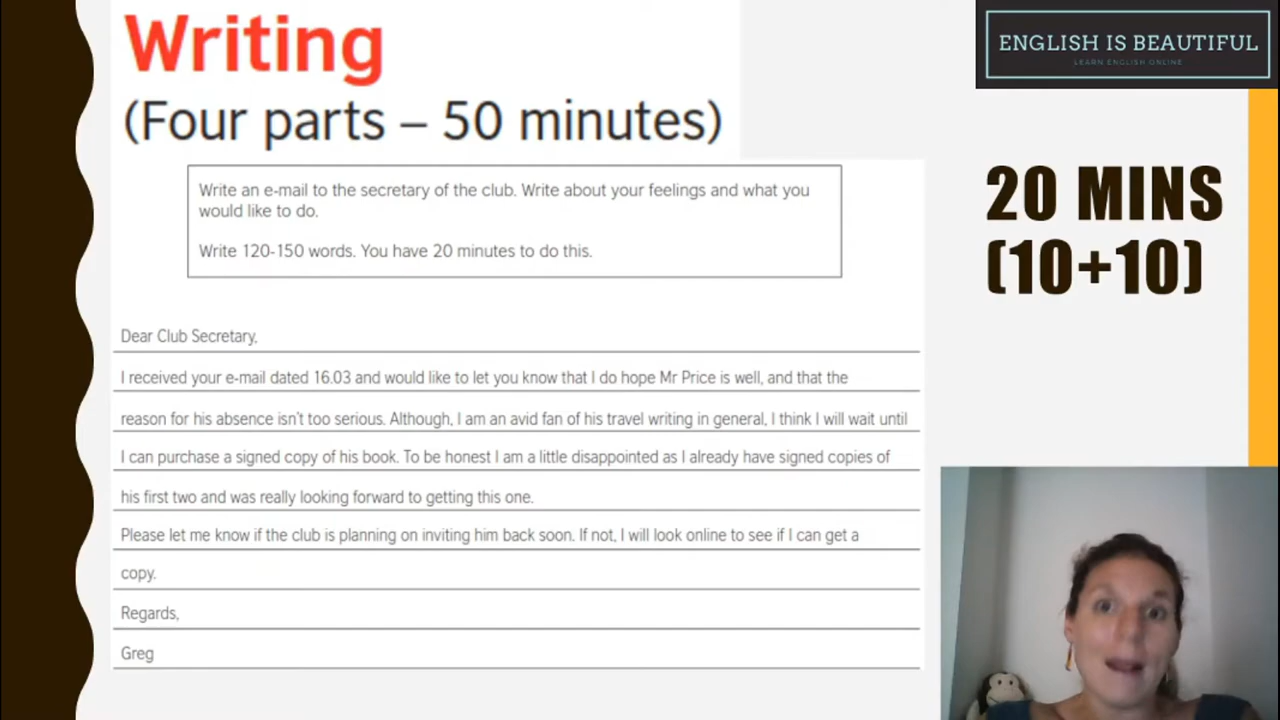 Writing
(Four parts – 50 minutes)
ENGLISH IS BEAUTIFUL
LEARN ENGLISH ONLINE
20 MINS
(10+10)
Write an e-mail to the secretary of the club. Write about your feelings and what you
would like to do.
Write 120-150 words. You have 20 minutes to do this.
Dear Club Secretary,
I received your e-mail dated 16.03 and would like to let you know that I do hope Mr Price is well, and that the
reason for his absence isn't too serious. Although, I am an avid fan of his travel writing in general, I think I will wait until
I can purchase a signed copy of his book. To be honest I am a little disappointed as I already have signed copies of
his first two and was really looking forward to getting this one.
Please let me know if the club is planning on inviting him back soon. If not, I will look online to see if I can get a
copy.
Regards,
Greg